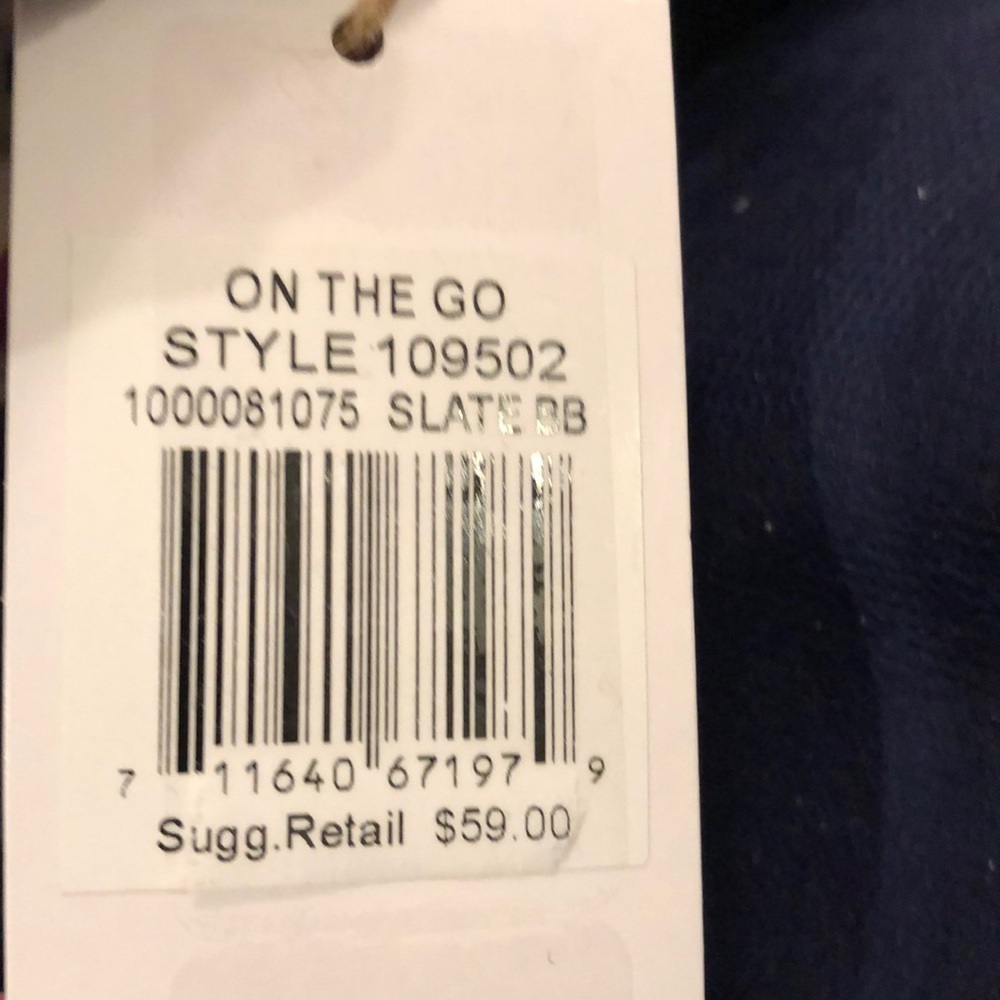 ON THE GO
STYLE 109502
1000081075 SLATE BB
7 11640 67197 9
Sugg.Retail $59.00